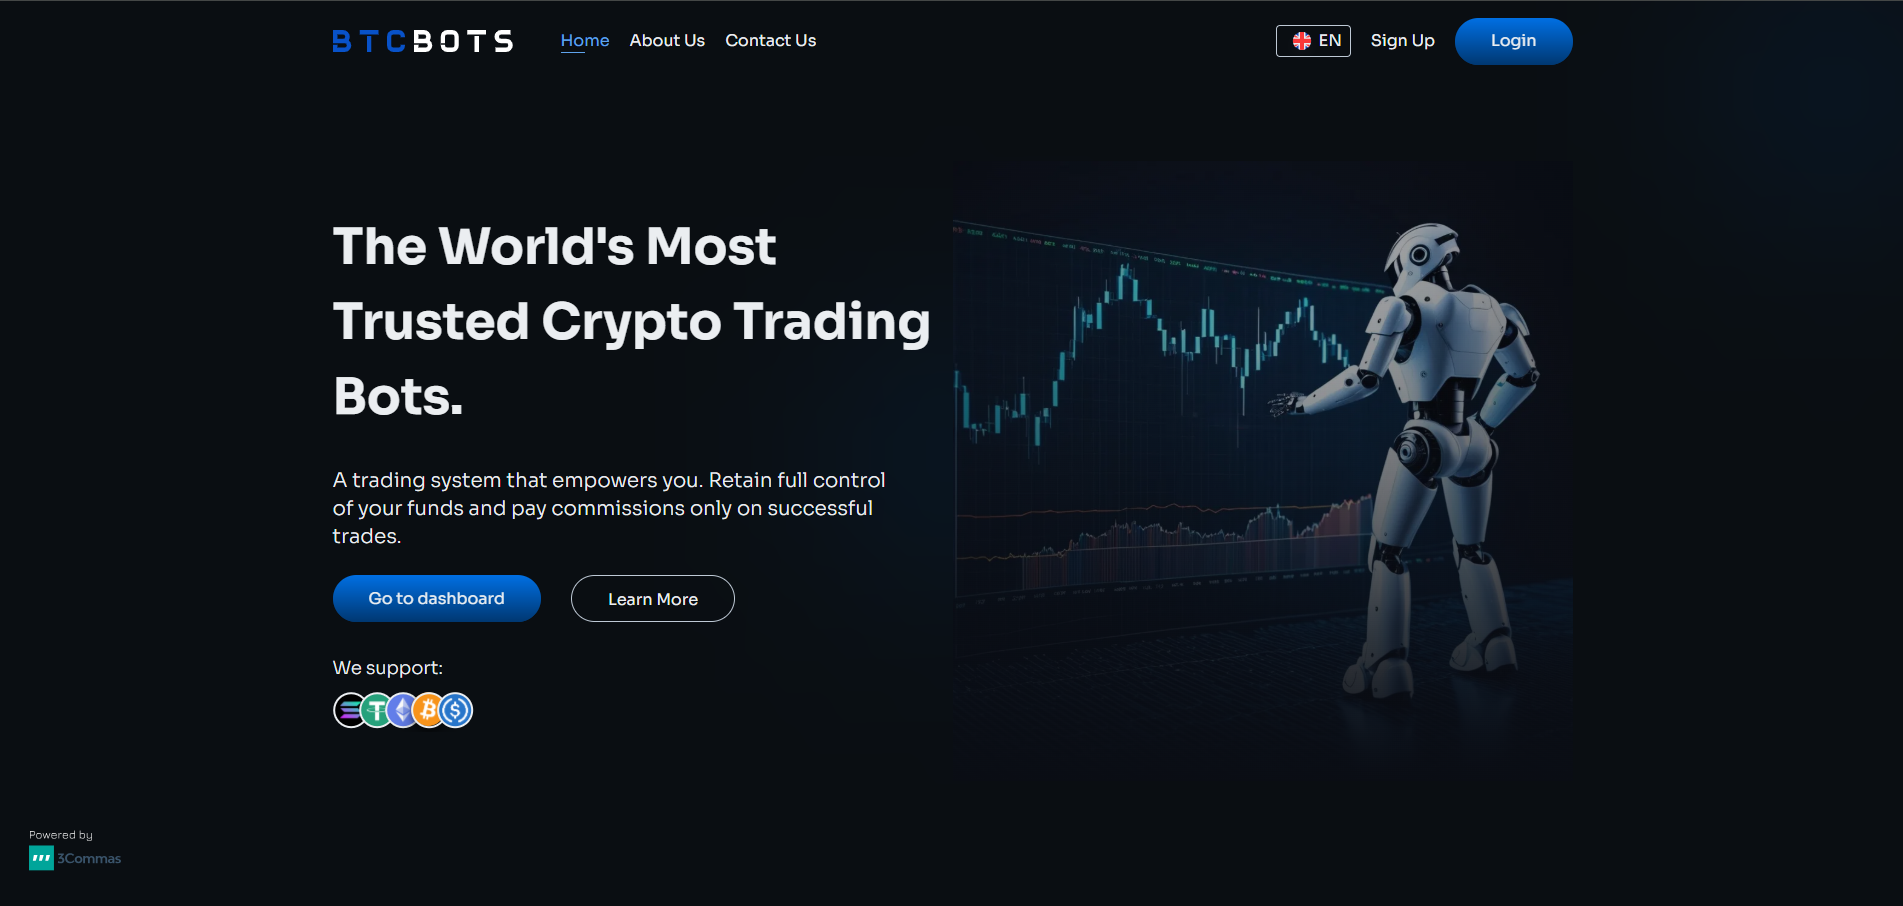 BTCBOTS
Home About Us Contact Us
EN Sign Up Login
The World's Most
Trusted Crypto Trading
Bots.
A trading system that empowers you. Retain full control
of your funds and pay commissions only on successful
trades.
Go to dashboard Learn More
We support:
Powered by
3Commas